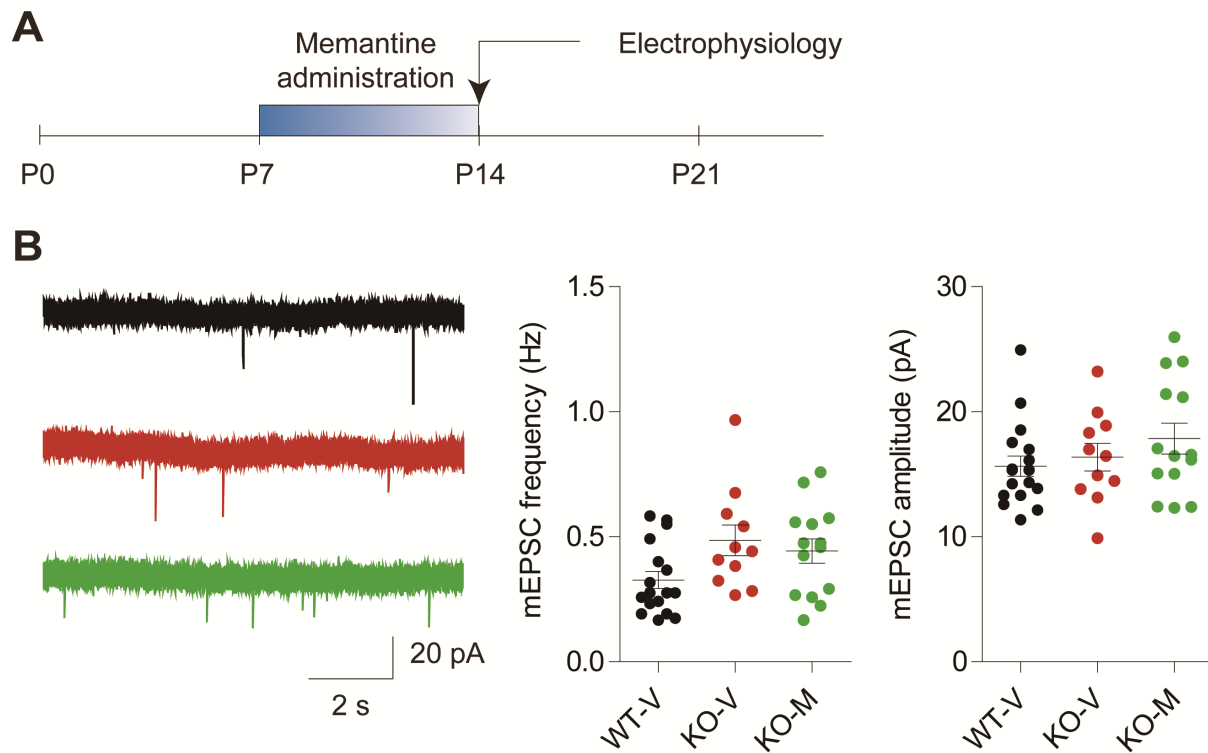 A
Memantine
administration
Electrophysiology
P0
P7
P14
P21
B
20 pA
2 s
mEPSC frequency (Hz)
1.5
1.0
0.5
0.0
WT-V
KO-V
KO-M
mEPSC amplitude (pA)
30
20
10
0
WT-V
KO-V
KO-M